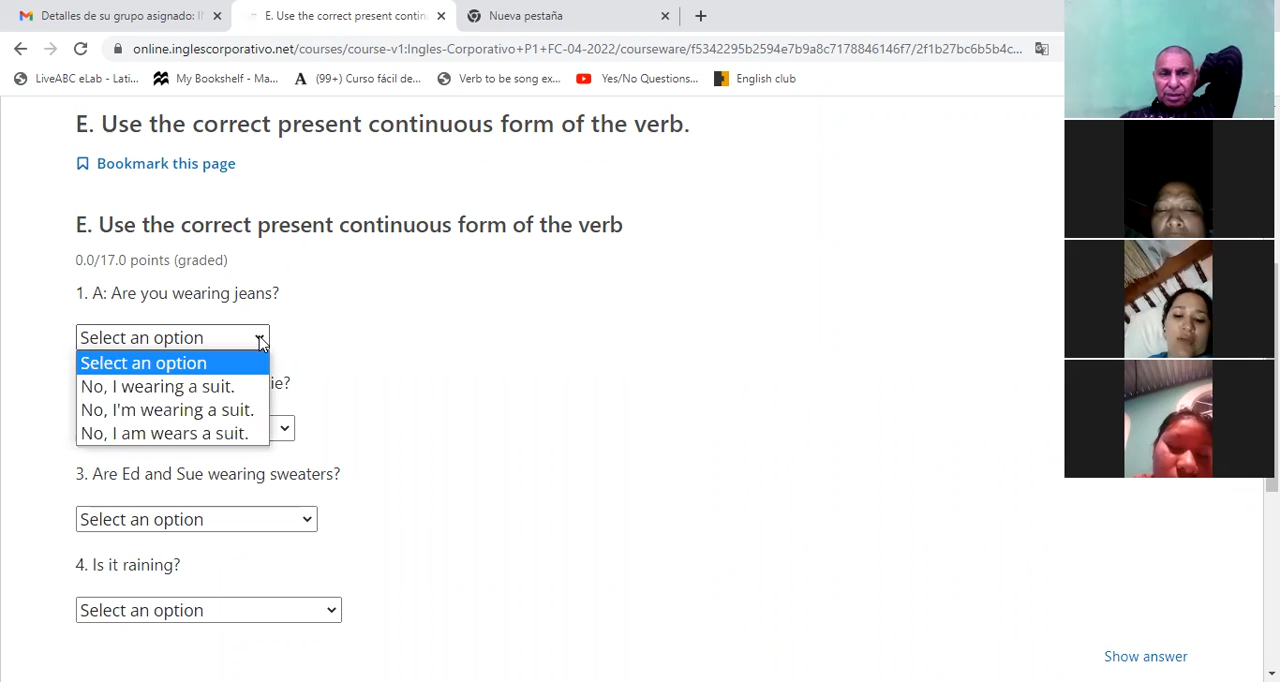 Detalles de su grupo asignado: I
E. Use the correct present contin
Nueva pestaña
online.inglescorporativo.net/courses/course-v1:Ingles-Corporativo+P1+FC-04-2022/courseware/f5342295b2594e7b9a8c7178846146f7/2f1b27bc6b5b4c...
LiveABC eLab - Lati...
My Bookshelf - Ma...
(99+) Curso fácil de...
Verb to be song ex...
Yes/No Questions...
English club
E. Use the correct present continuous form of the verb.
Bookmark this page
E. Use the correct present continuous form of the verb
0.0/17.0 points (graded)
1. A: Are you wearing jeans?
Select an option
Select an option
No, I wearing a suit.
ie?
No, I'm wearing a suit.
No, I am wears a suit.
3. Are Ed and Sue wearing sweaters?
Select an option
4. Is it raining?
Select an option
Show answer